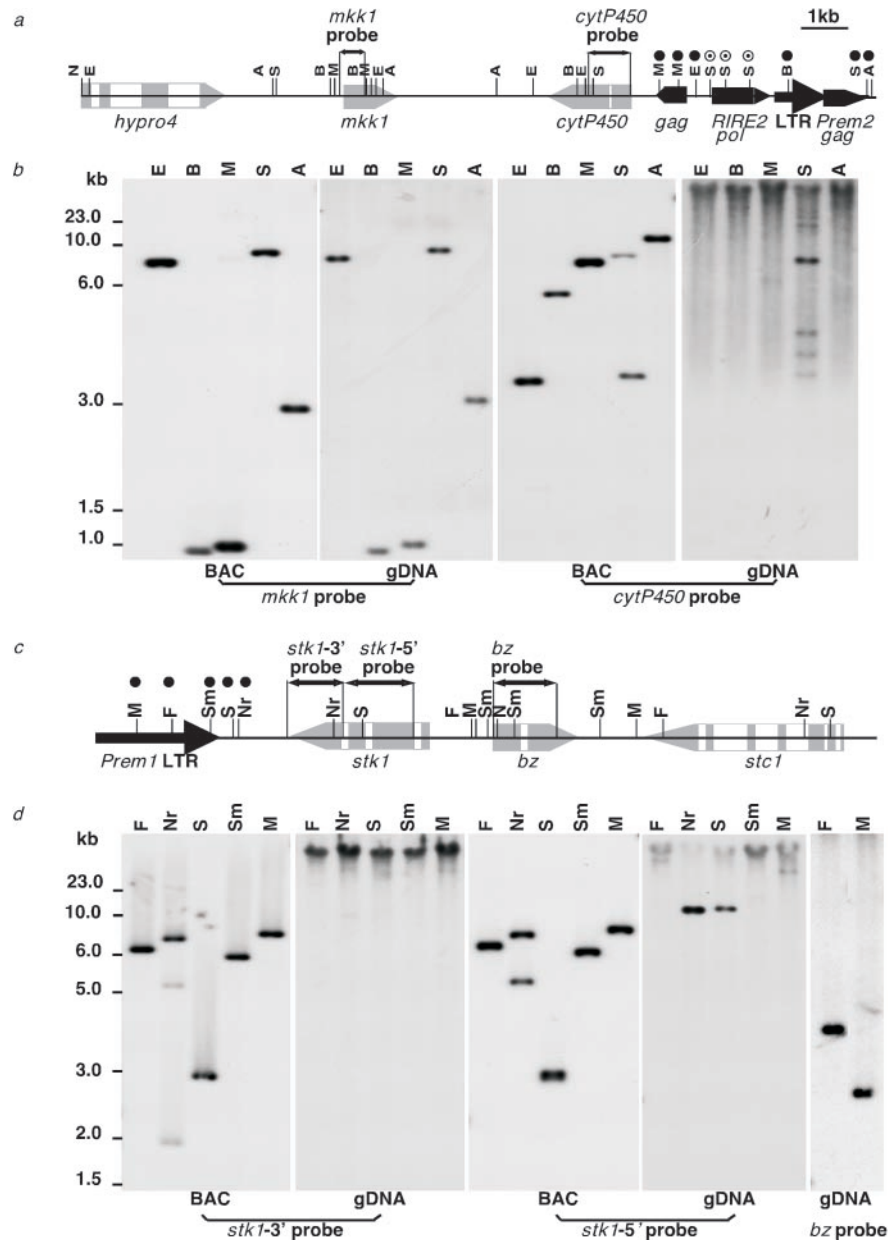 a
mkk1
probe
cytP450
probe
1kb
N E A S B M B M E E A A E B E S M M E S S S B S A
hypro4 mkk1 cytP450 gag RIRE2 pol LTR Prem2 gag
b
kb E B M S A E B M S A E B M S A E B M S A
23.0
10.0
6.0
3.0
1.5
1.0
BAC gDNA BAC gDNA
mkk1 probe cytP450 probe
c
stk1-3' probe stk1-5' probe bz probe
M F Sm S Nr Nr S F M Sm N Sm Sm M F Nr S
Prem1 LTR stk1 bz stc1
d
kb F Nr S Sm M F Nr S Sm M F Nr S Sm M F Nr S Sm M F M
23.0
10.0
6.0
5.0
3.0
2.0
1.5
BAC gDNA BAC gDNA gDNA
stk1-3' probe stk1-5' probe bz probe